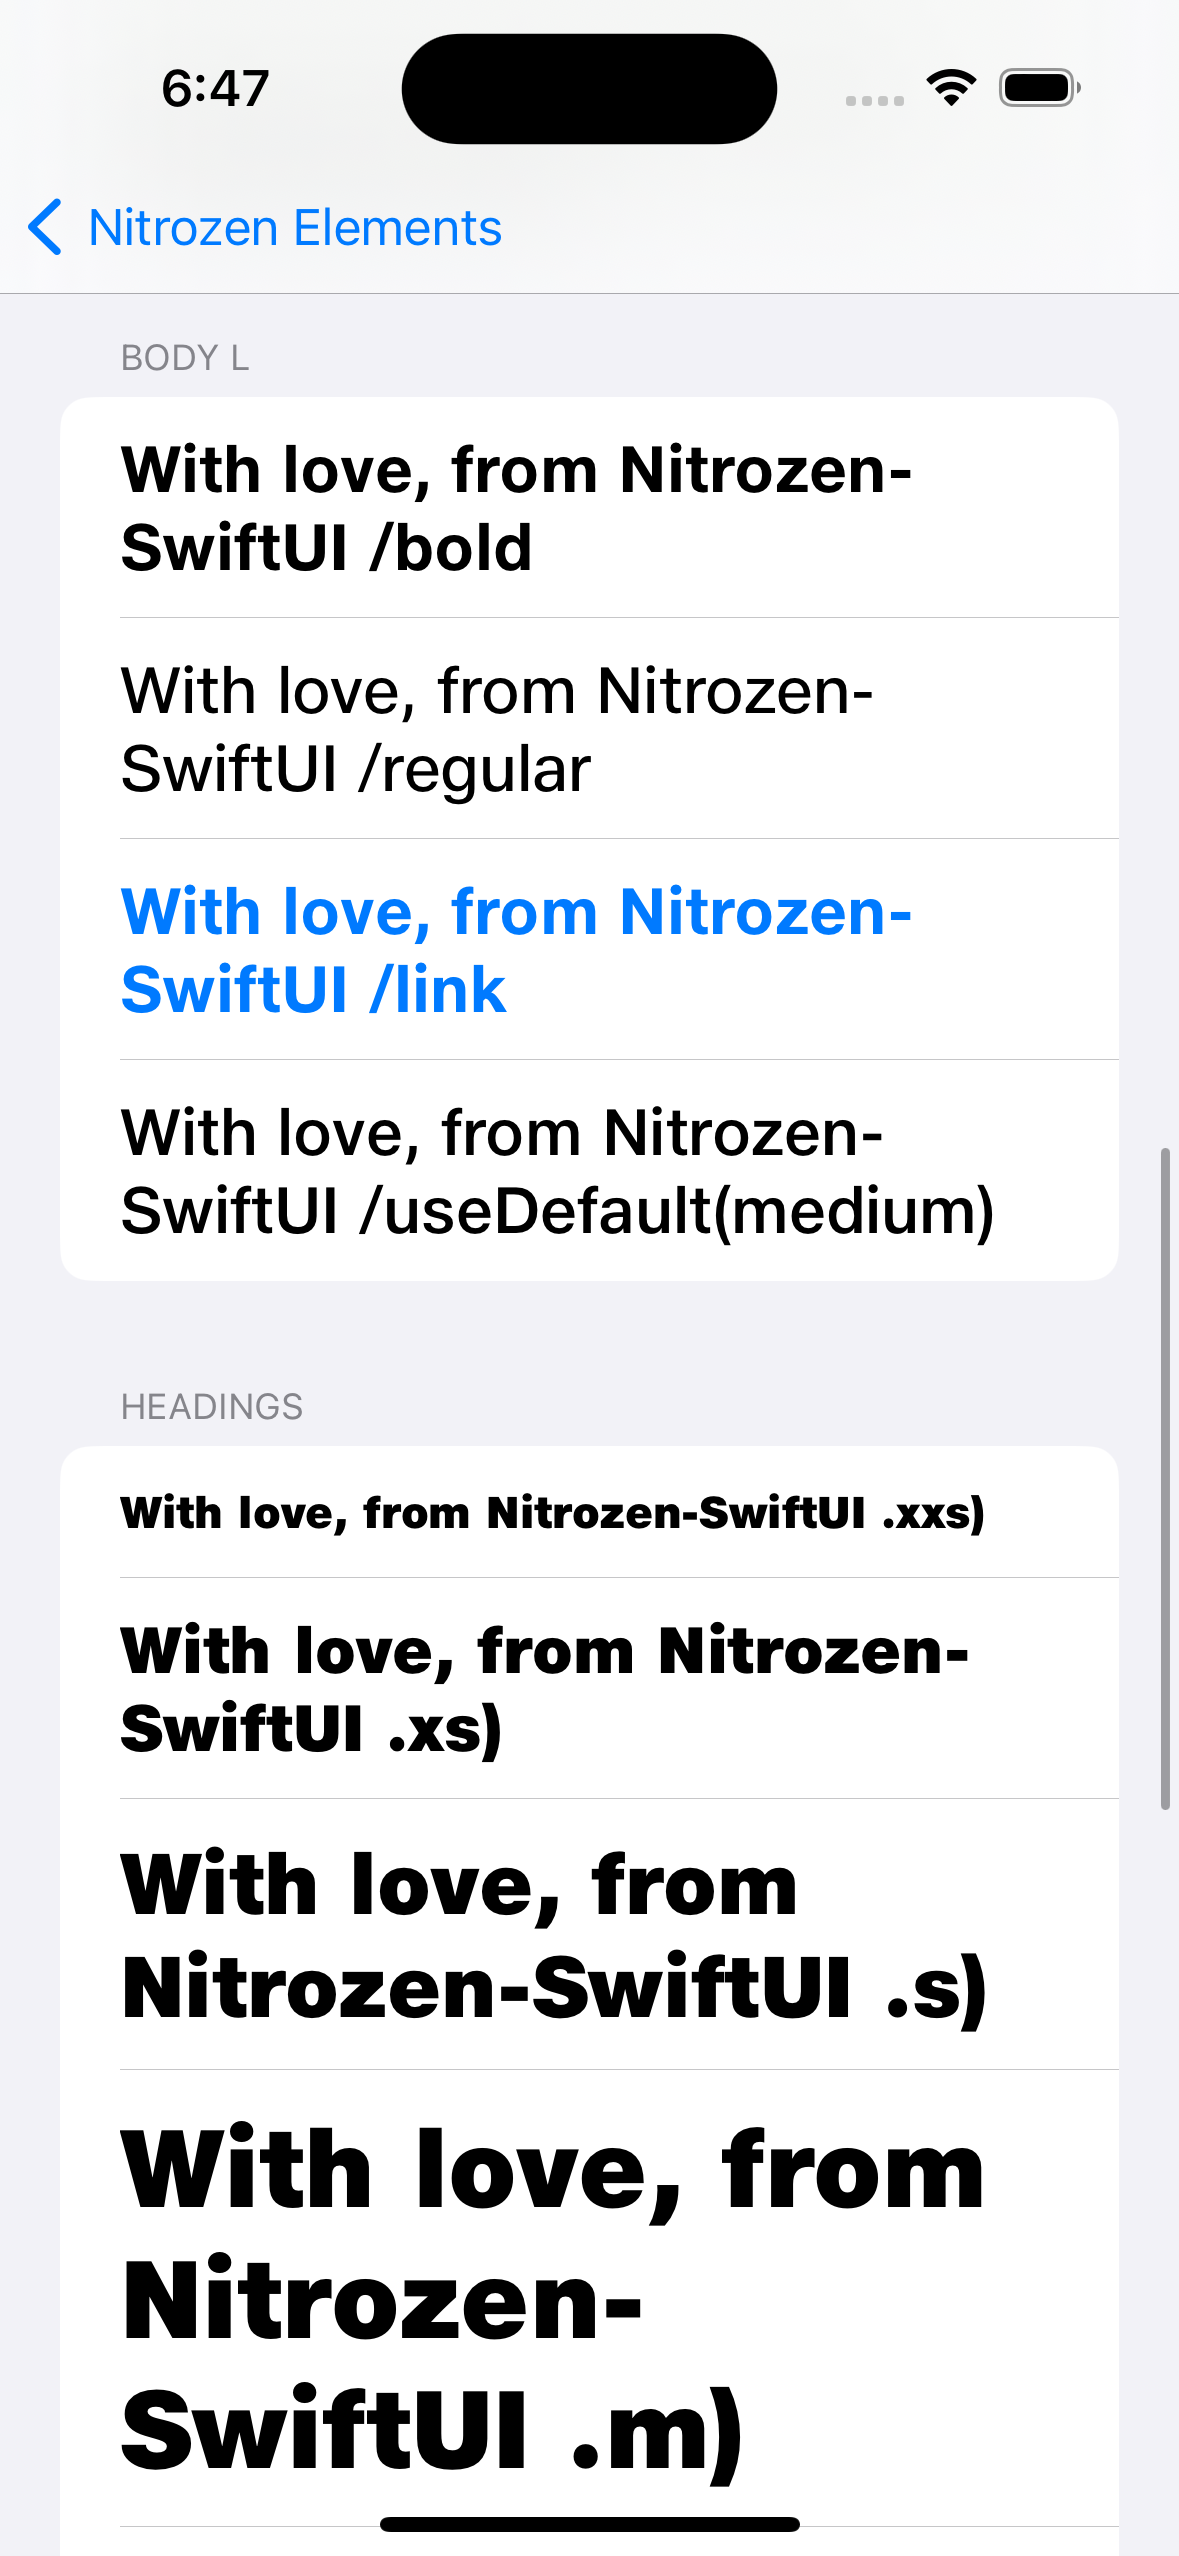 6:47
Nitrozen Elements
BODY L
With love, from Nitrozen-
SwiftUI /bold
With love, from Nitrozen-
SwiftUI /regular
With love, from Nitrozen-
SwiftUI /link
With love, from Nitrozen-
SwiftUI /useDefault(medium)
HEADINGS
With love, from Nitrozen-SwiftUI .xxs)
With love, from Nitrozen-
SwiftUI .xs)
With love, from
Nitrozen-SwiftUI .s)
With love, from
Nitrozen-
SwiftUI .m)